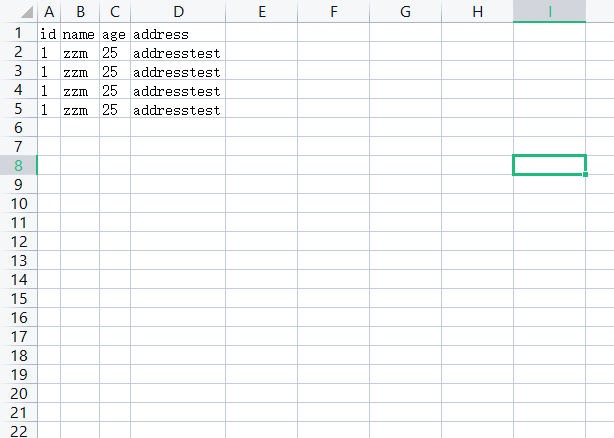 A B C D E F G H I
1 id name age address
2 1 zzm 25 addresstest
3 1 zzm 25 addresstest
4 1 zzm 25 addresstest
5 1 zzm 25 addresstest
6
7
8
9
10
11
12
13
14
15
16
17
18
19
20
21
22